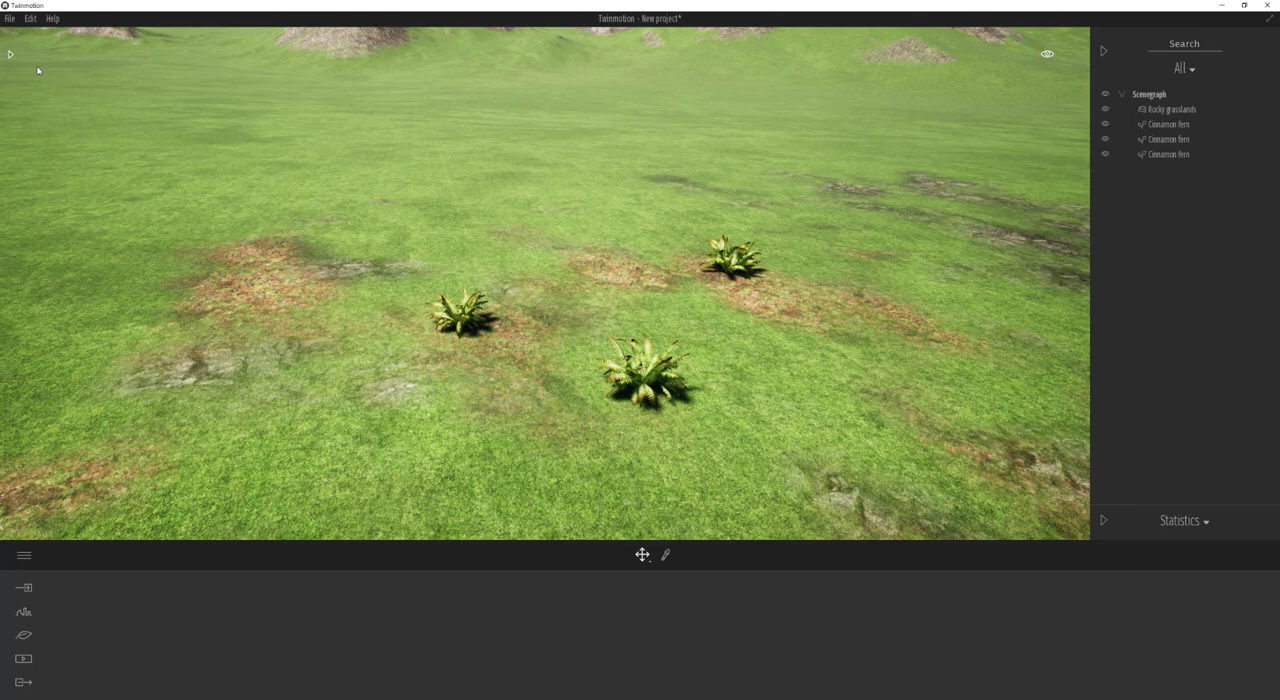 Twinmotion
File Edit Help
Twinmotion - New project*
Search
All
Scenegraph
Rocky grasslands
Cinnamon fern
Cinnamon fern
Cinnamon fern
Statistics